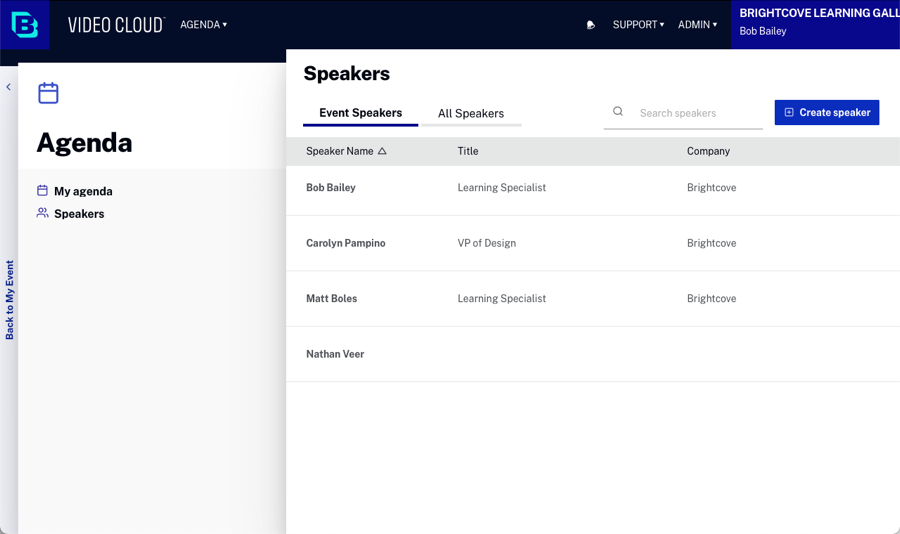 VIDEO CLOUD
AGENDA
SUPPORT
ADMIN
BRIGHTCOVE LEARNING GALL
Bob Bailey
Back to My Event
Agenda
My agenda
Speakers
Speakers
Event Speakers
All Speakers
Search speakers
Create speaker
Speaker Name Title Company
Bob Bailey Learning Specialist Brightcove
Carolyn Pampino VP of Design Brightcove
Matt Boles Learning Specialist Brightcove
Nathan Veer